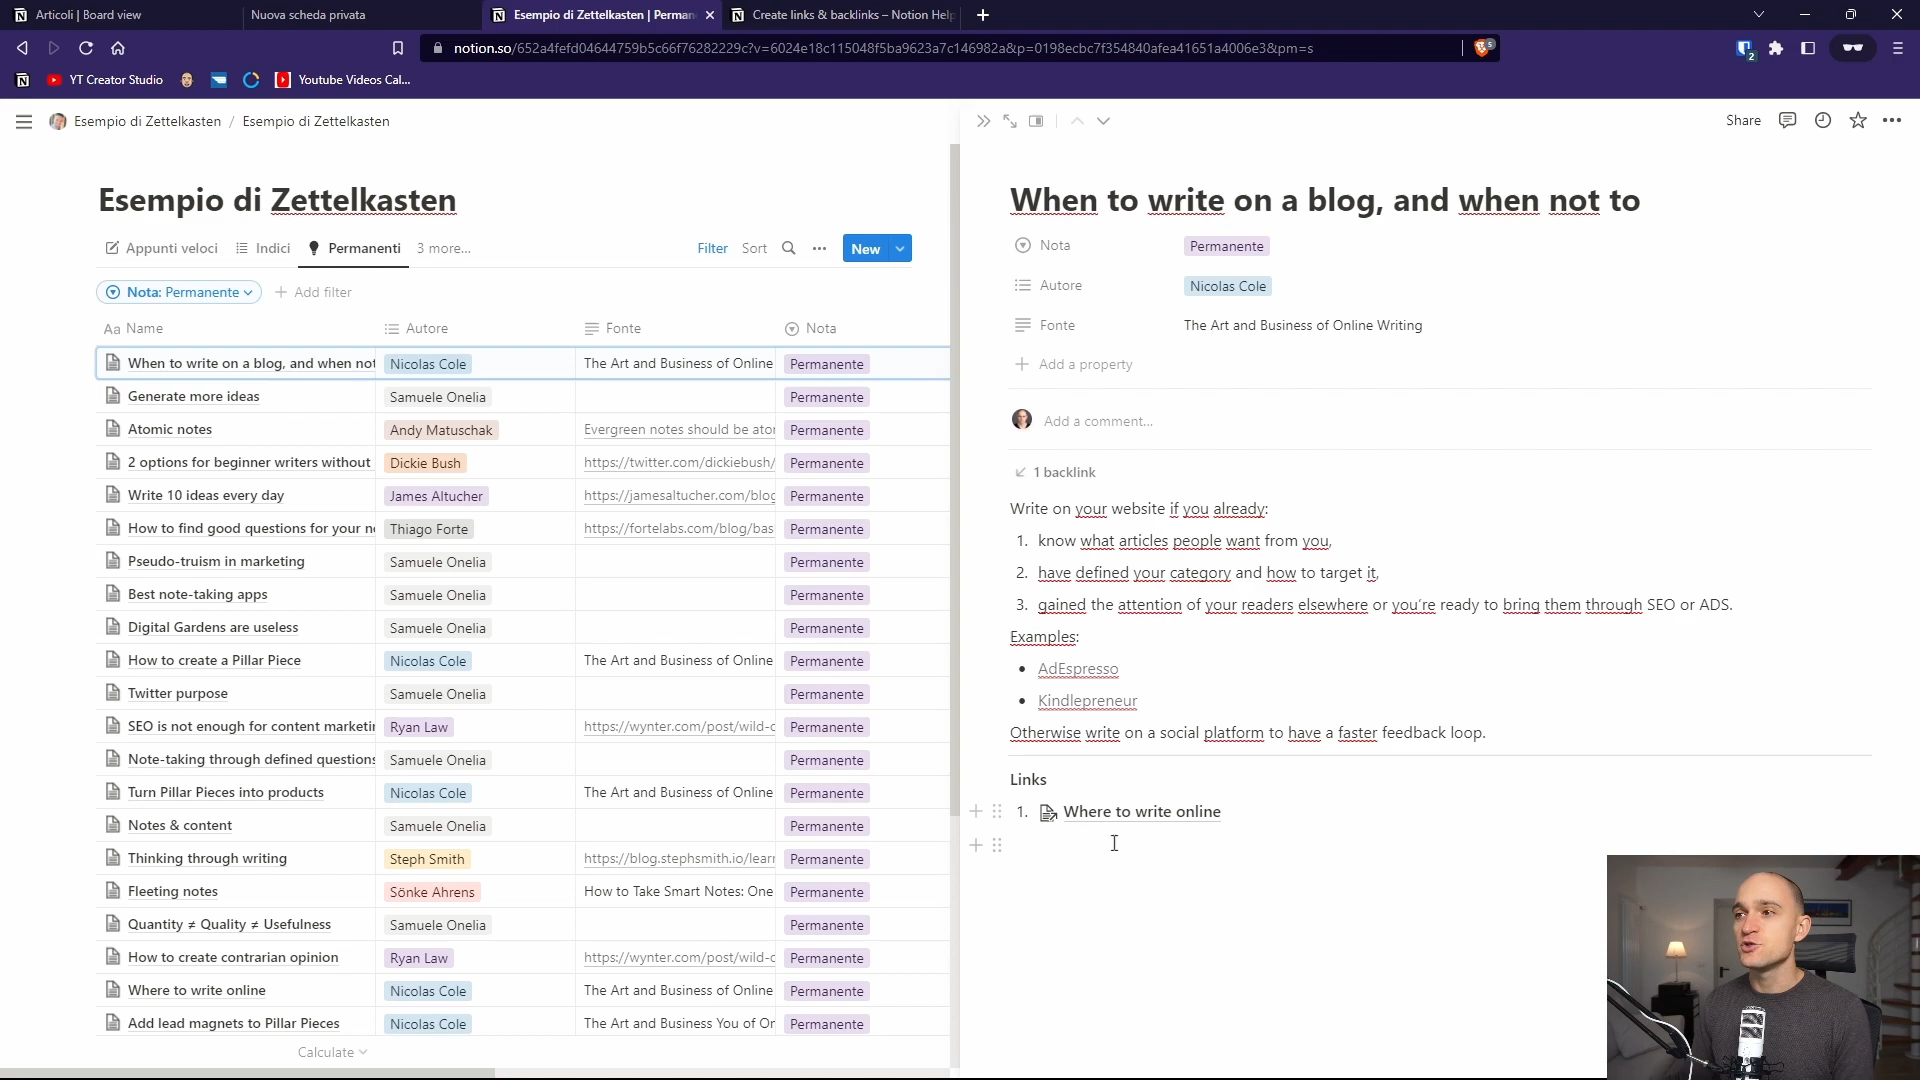 Articoli | Board view
Nuova scheda privata
Esempio di Zettelkasten | Perman
Create links & backlinks – Notion Help
notion.so/652a4fefd04644759b5c66f76282229c?v=6024e18c115048f5ba9623a7c146982a&p=0198ecbc7f354840afea41651a4006e3&pm=s
5
2
YT Creator Studio
Youtube Videos Cal...
Esempio di Zettelkasten / Esempio di Zettelkasten
Share
Esempio di Zettelkasten
Appunti veloci
Indici
Permanenti
3 more...
Filter
Sort
New
Nota: Permanente
Add filter
Aa Name
Autore
Fonte
Nota
When to write on a blog, and when not
Nicolas Cole
The Art and Business of Online
Permanente
Generate more ideas
Samuele Onelia
Permanente
Atomic notes
Andy Matuschak
Evergreen notes should be ato
Permanente
2 options for beginner writers without
Dickie Bush
https://twitter.com/dickiebush/
Permanente
Write 10 ideas every day
James Altucher
https://jamesaltucher.com/blog
Permanente
How to find good questions for your n
Thiago Forte
https://fortelabs.com/blog/bas
Permanente
Pseudo-truism in marketing
Samuele Onelia
Permanente
Best note-taking apps
Samuele Onelia
Permanente
Digital Gardens are useless
Samuele Onelia
Permanente
How to create a Pillar Piece
Nicolas Cole
The Art and Business of Online
Permanente
Twitter purpose
Samuele Onelia
Permanente
SEO is not enough for content marketi
Ryan Law
https://wynter.com/post/wild-c
Permanente
Note-taking through defined questions
Samuele Onelia
Permanente
Turn Pillar Pieces into products
Nicolas Cole
The Art and Business of Online
Permanente
Notes & content
Samuele Onelia
Permanente
Thinking through writing
Steph Smith
https://blog.stephsmith.io/lear
Permanente
Fleeting notes
Sönke Ahrens
How to Take Smart Notes: One
Permanente
Quantity ≠ Quality ≠ Usefulness
Samuele Onelia
Permanente
How to create contrarian opinion
Ryan Law
https://wynter.com/post/wild-c
Permanente
Where to write online
Nicolas Cole
The Art and Business of Online
Permanente
Add lead magnets to Pillar Pieces
Nicolas Cole
The Art and Business You of Or
Permanente
Calculate
When to write on a blog, and when not to
Nota
Permanente
Autore
Nicolas Cole
Fonte
The Art and Business of Online Writing
Add a property
Add a comment...
1 backlink
Write on your website if you already:
1. know what articles people want from you,
2. have defined your category and how to target it,
3. gained the attention of your readers elsewhere or you're ready to bring them through SEO or ADS.
Examples:
• AdEspresso
• Kindlepreneur
Otherwise write on a social platform to have a faster feedback loop.
Links
1. Where to write online